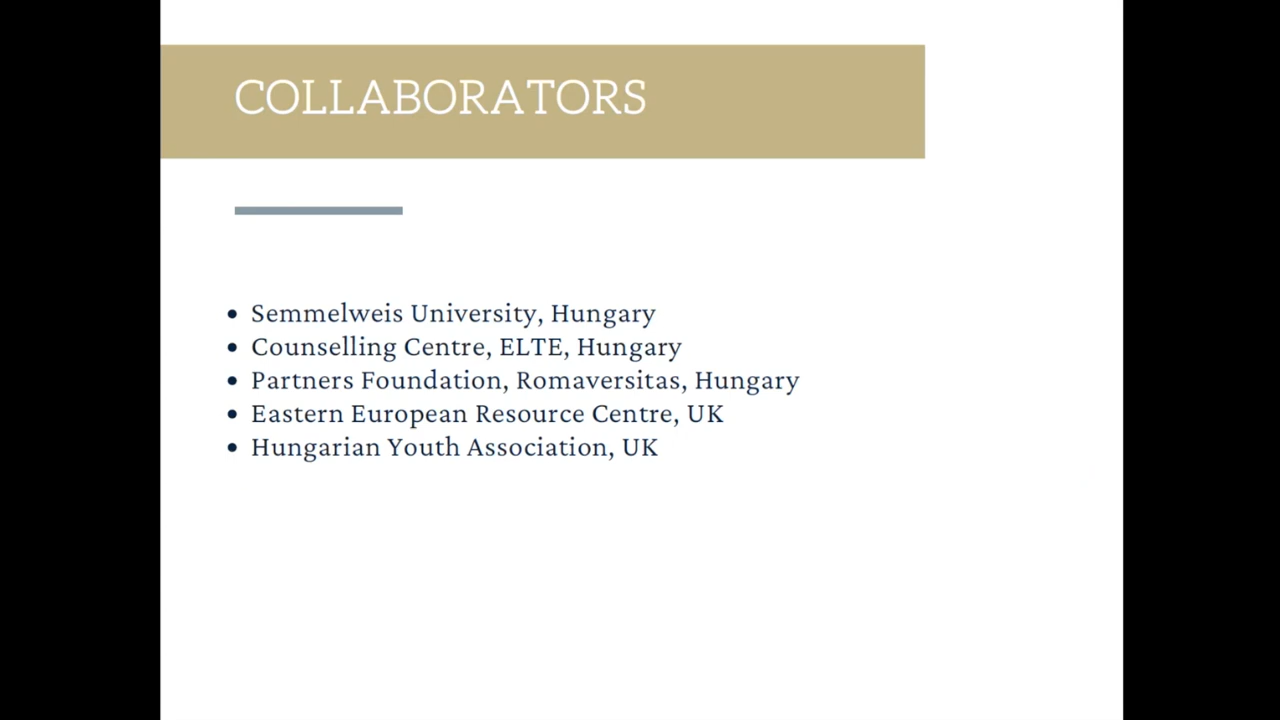 COLLABORATORS
• Semmelweis University, Hungary
• Counselling Centre, ELTE, Hungary
• Partners Foundation, Romaversitas, Hungary
• Eastern European Resource Centre, UK
• Hungarian Youth Association, UK